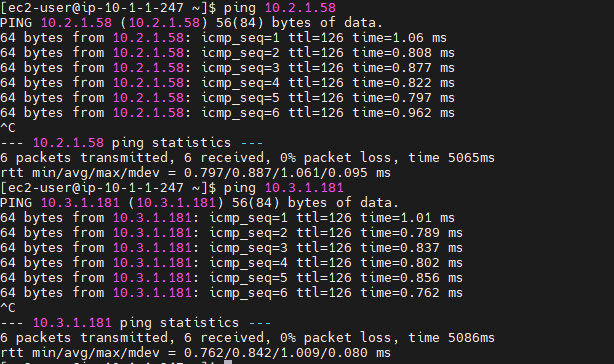 [ec2-user@ip-10-1-1-247 ~]$ ping 10.2.1.58
PING 10.2.1.58 (10.2.1.58) 56(84) bytes of data.
64 bytes from 10.2.1.58: icmp_seq=1 ttl=126 time=1.06 ms
64 bytes from 10.2.1.58: icmp_seq=2 ttl=126 time=0.808 ms
64 bytes from 10.2.1.58: icmp_seq=3 ttl=126 time=0.877 ms
64 bytes from 10.2.1.58: icmp_seq=4 ttl=126 time=0.822 ms
64 bytes from 10.2.1.58: icmp_seq=5 ttl=126 time=0.797 ms
64 bytes from 10.2.1.58: icmp_seq=6 ttl=126 time=0.962 ms
^C
--- 10.2.1.58 ping statistics ---
6 packets transmitted, 6 received, 0% packet loss, time 5065ms
rtt min/avg/max/mdev = 0.797/0.887/1.061/0.095 ms
[ec2-user@ip-10-1-1-247 ~]$ ping 10.3.1.181
PING 10.3.1.181 (10.3.1.181) 56(84) bytes of data.
64 bytes from 10.3.1.181: icmp_seq=1 ttl=126 time=1.01 ms
64 bytes from 10.3.1.181: icmp_seq=2 ttl=126 time=0.789 ms
64 bytes from 10.3.1.181: icmp_seq=3 ttl=126 time=0.837 ms
64 bytes from 10.3.1.181: icmp_seq=4 ttl=126 time=0.802 ms
64 bytes from 10.3.1.181: icmp_seq=5 ttl=126 time=0.856 ms
64 bytes from 10.3.1.181: icmp_seq=6 ttl=126 time=0.762 ms
^C
--- 10.3.1.181 ping statistics ---
6 packets transmitted, 6 received, 0% packet loss, time 5086ms
rtt min/avg/max/mdev = 0.762/0.842/1.009/0.080 ms